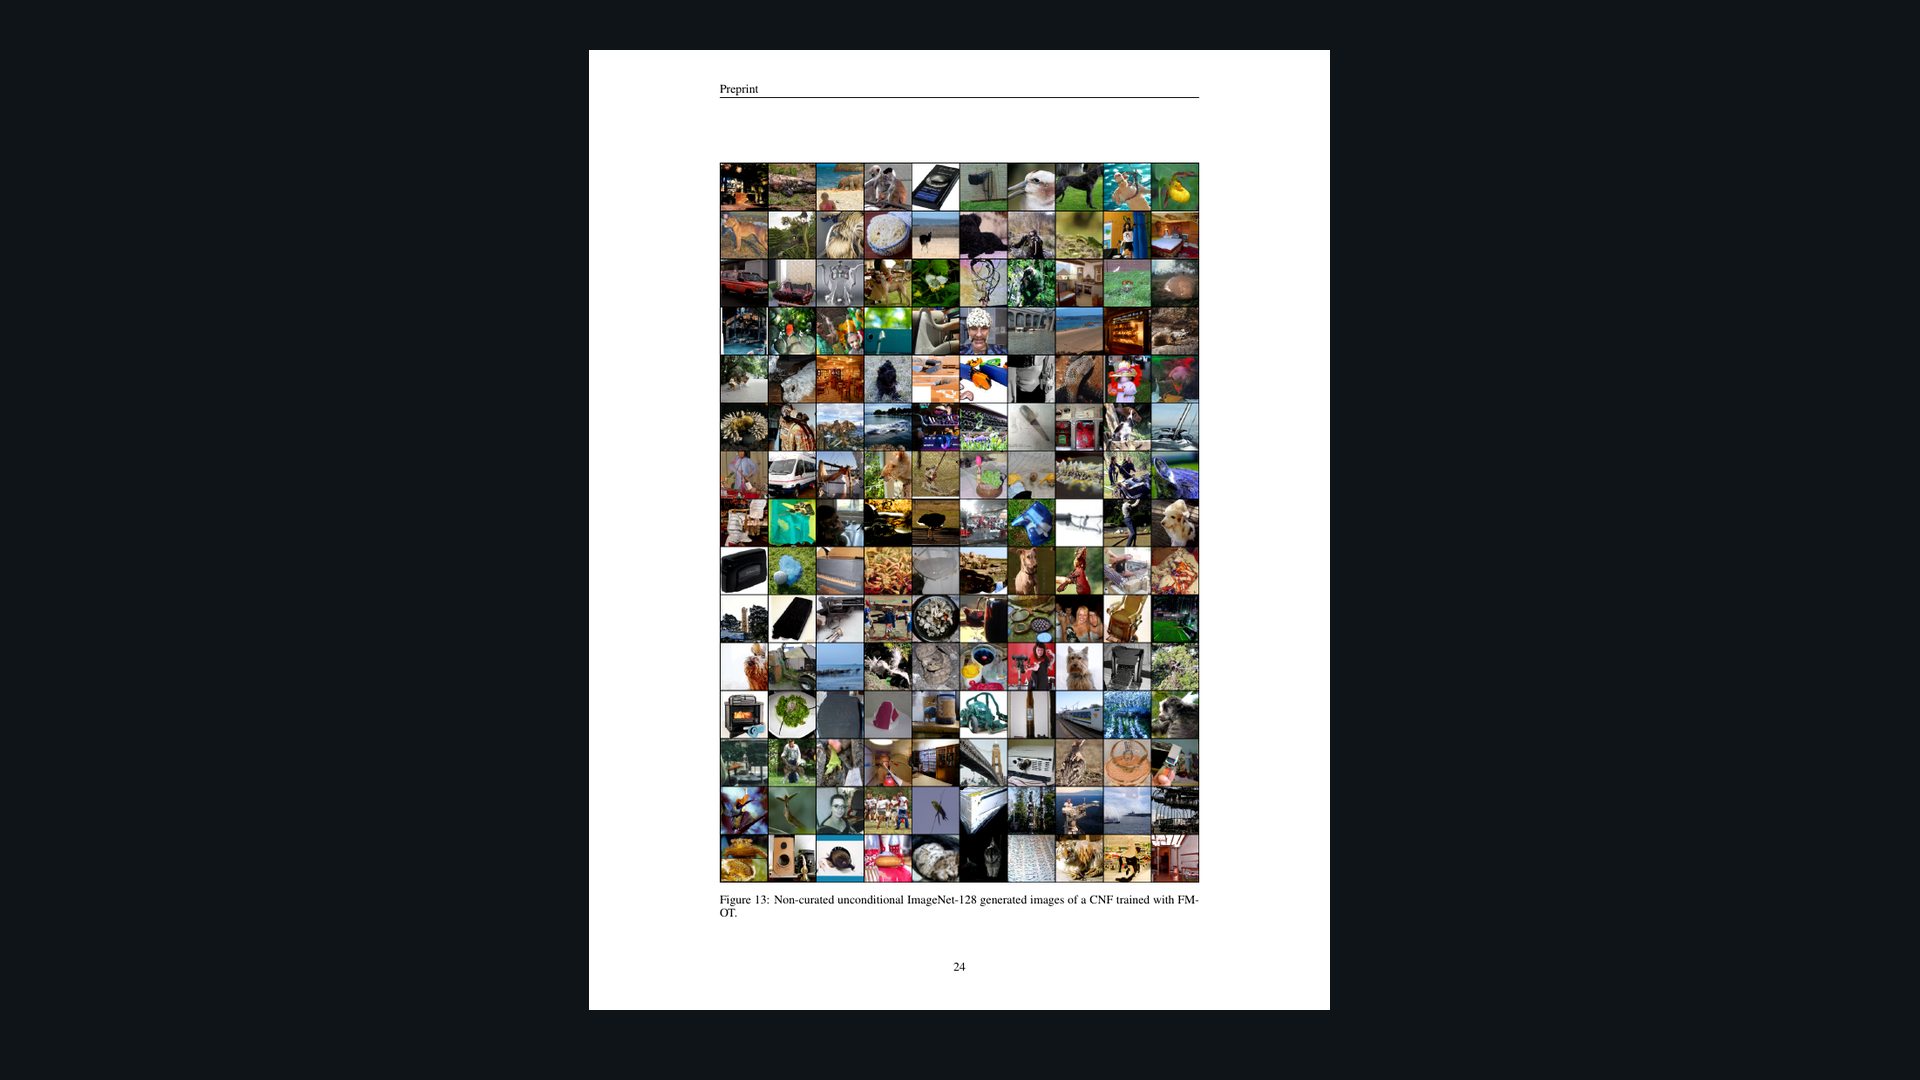 Preprint
Figure 13: Non-curated unconditional ImageNet-128 generated images of a CNF trained with FM-
OT.
24